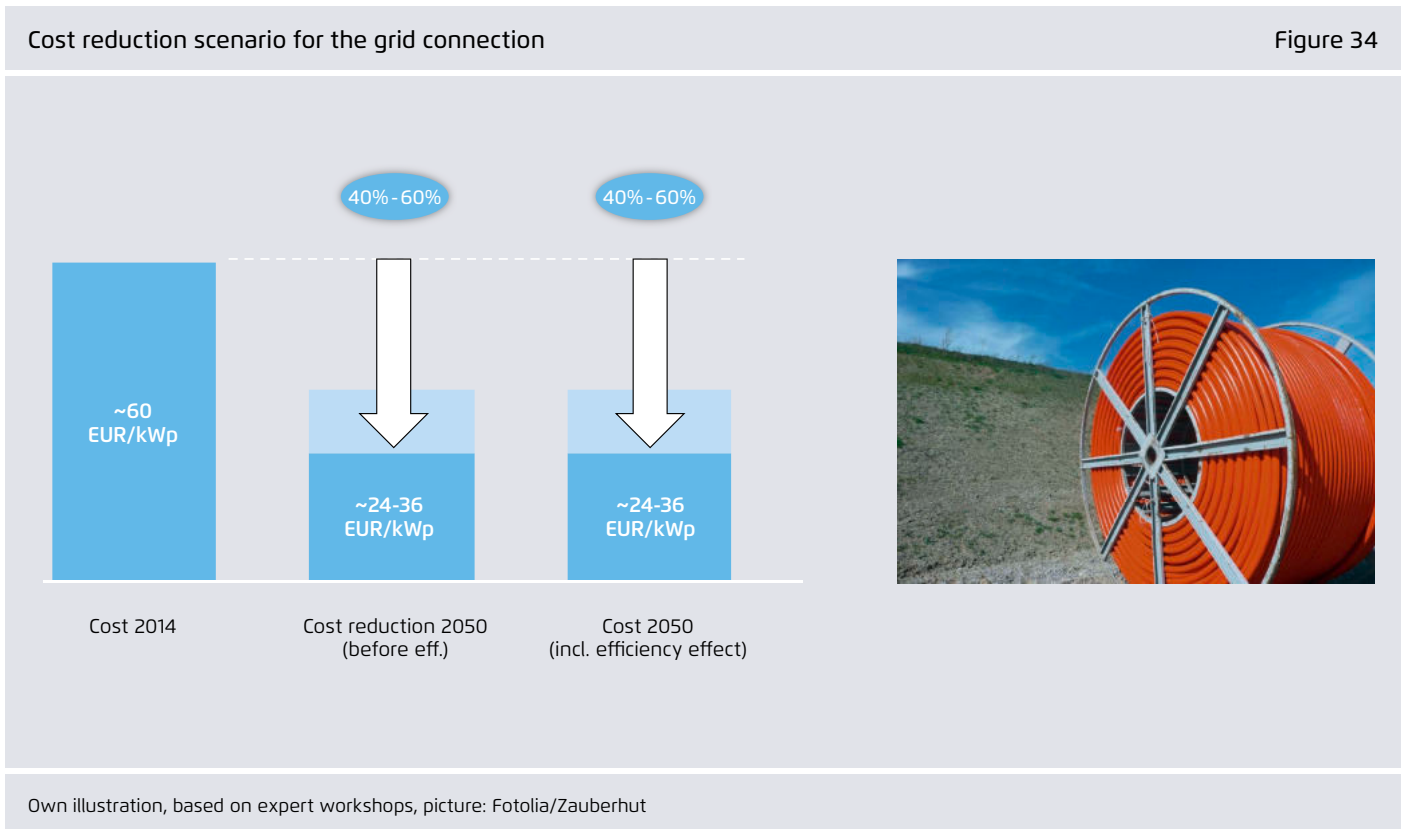 Cost reduction scenario for the grid connection
Figure 34
40%-60%
40%-60%
~60
EUR/kWp
~24-36
EUR/kWp
~24-36
EUR/kWp
Cost 2014
Cost reduction 2050
(before eff.)
Cost 2050
(incl. efficiency effect)
Own illustration, based on expert workshops, picture: Fotolia/Zauberhut